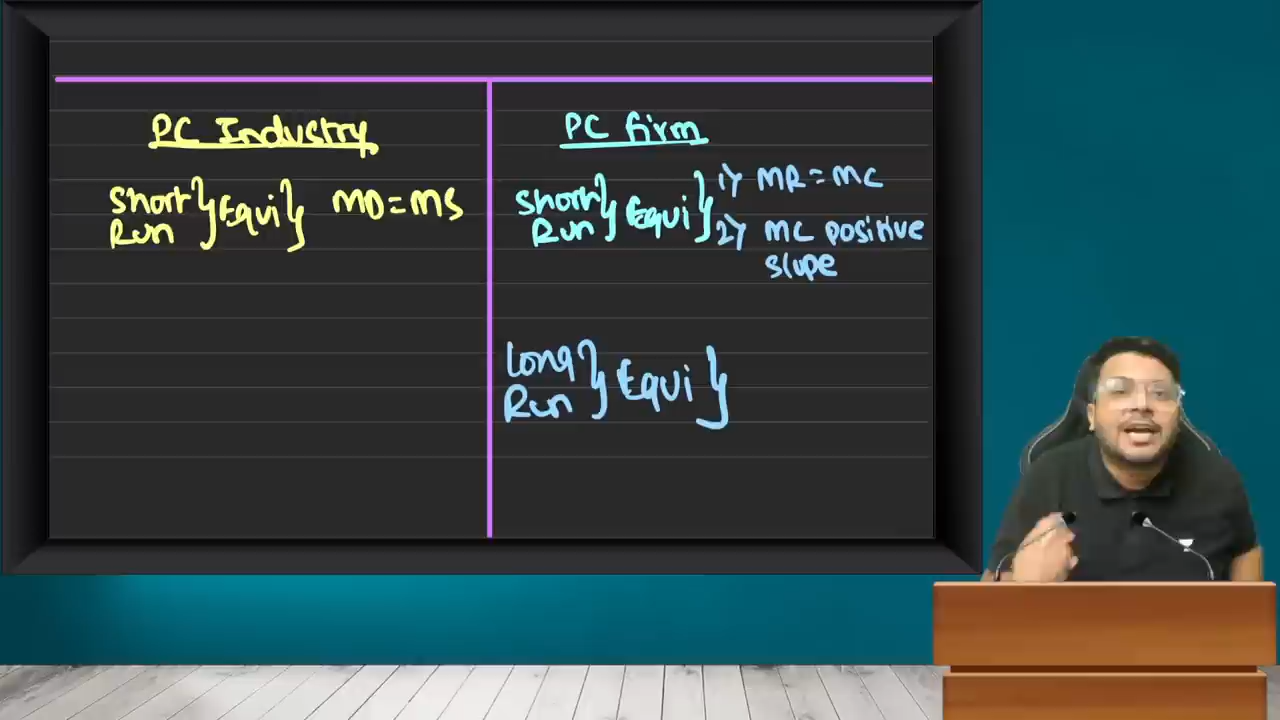 PC Industry
Short Run } Equi } MD = MS
PC firm
Short Run } Equi } 1) MR = MC
2) MC positive slope
Long Run } Equi }